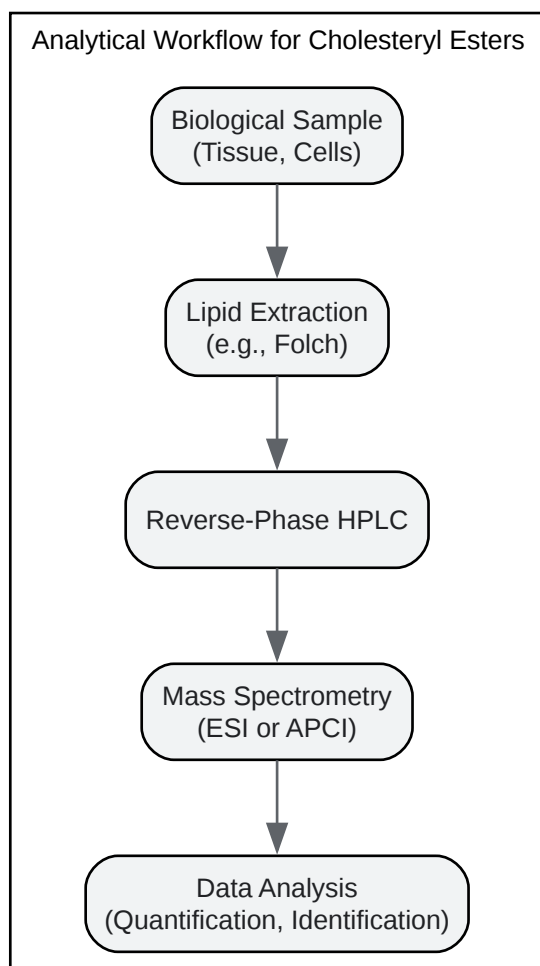 Analytical Workflow for Cholesteryl Esters
Biological Sample
(Tissue, Cells)
Lipid Extraction
(e.g., Folch)
Reverse-Phase HPLC
Mass Spectrometry
(ESI or APCI)
Data Analysis
(Quantification, Identification)